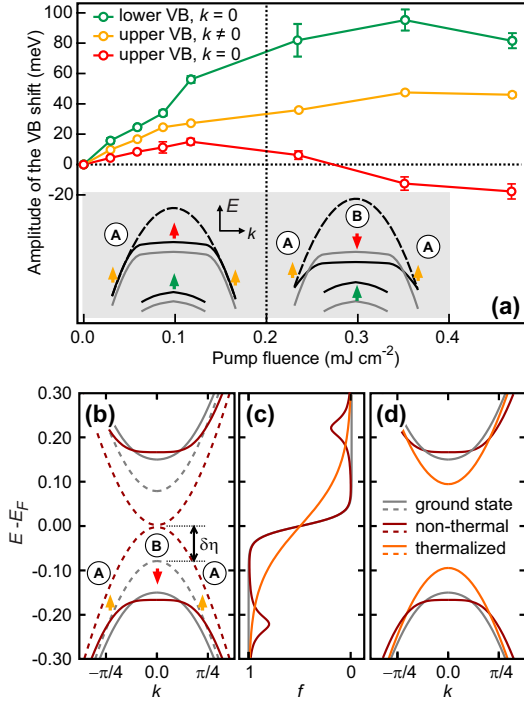 100
80
60
40
20
0
-20
Amplitude of the VB shift (meV)
lower VB, k = 0
upper VB, k ≠ 0
upper VB, k = 0
A
E
k
A
B
A
(a)
0.0
0.1
0.2
0.3
0.4
Pump fluence (mJ cm⁻²)
(b)
(c)
(d)
0.30
0.20
0.10
0.00
-0.10
-0.20
-0.30
E -E_F
A
B
A
δη
ground state
non-thermal
thermalized
−π/4
0.0
π/4
k
1
0
f
−π/4
0.0
π/4
k